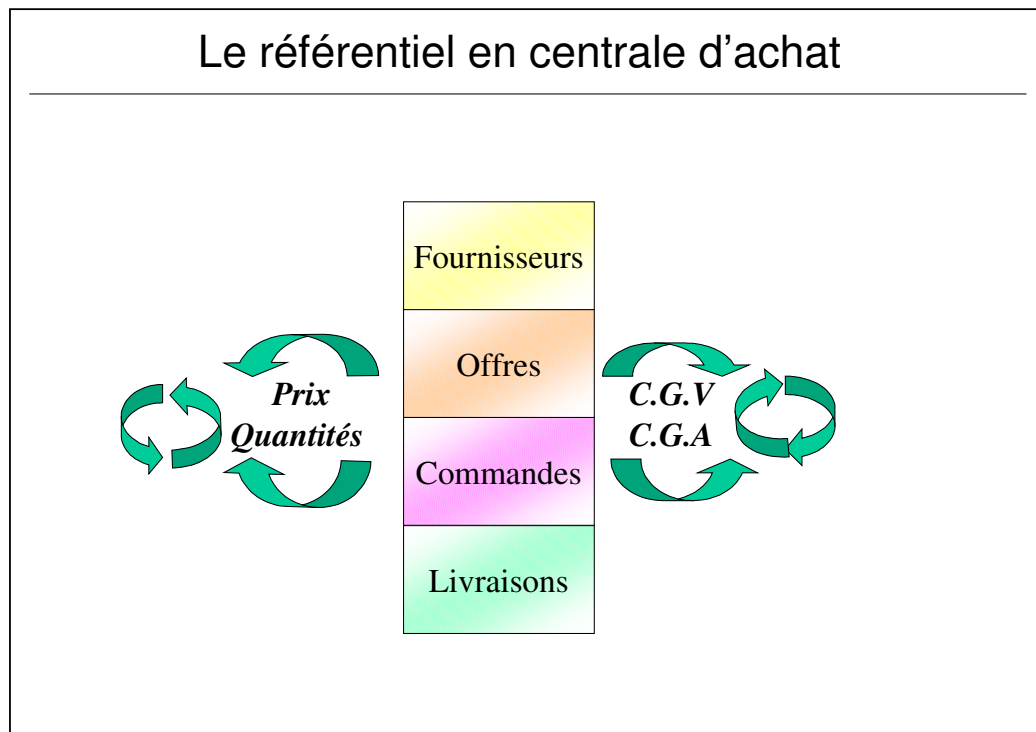 Le référentiel en centrale d'achat
Fournisseurs
Offres
Prix
Quantités
C.G.V
C.G.A
Commandes
Livraisons